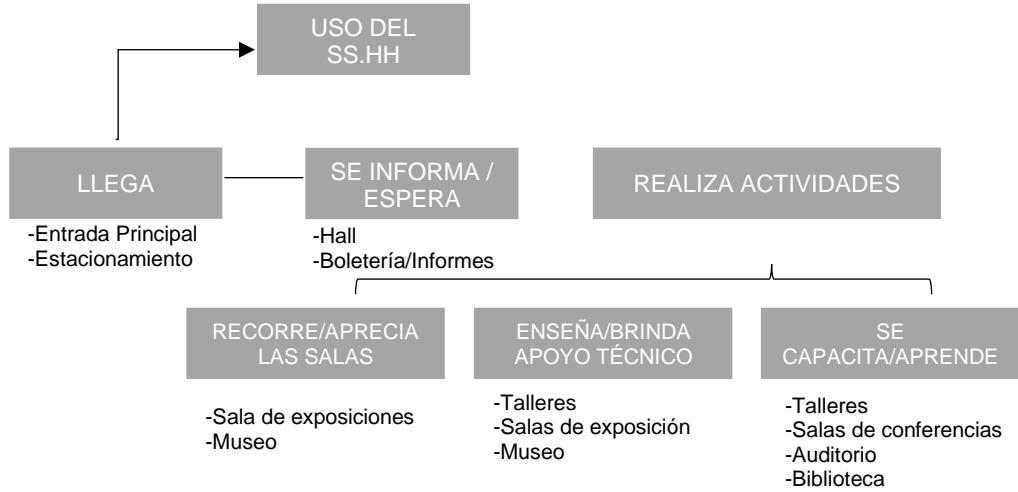 USO DEL
SS.HH
LLEGA
-Entrada Principal
-Estacionamiento
SE INFORMA /
ESPERA
-Hall
-Boletería/Informes
REALIZA ACTIVIDADES
RECORRE/APRECIA
LAS SALAS
-Sala de exposiciones
-Museo
ENSEÑA/BRINDA
APOYO TÉCNICO
-Talleres
-Salas de exposición
-Museo
SE
CAPACITA/APRENDE
-Talleres
-Salas de conferencias
-Auditorio
-Biblioteca